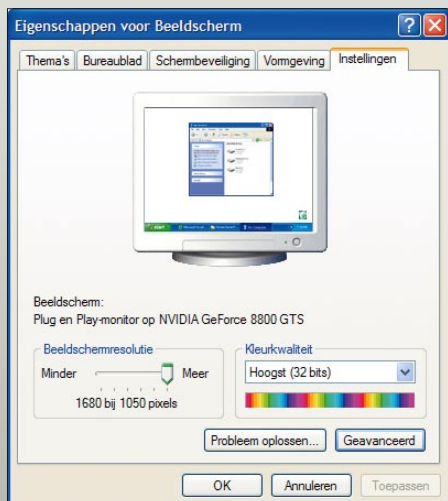 Eigenschappen voor Beeldscherm
Thema's Bureaublad Schermbeveiliging Vormgeving Instellingen
start
Beeldscherm:
Plug en Play-monitor op NVIDIA GeForce 8800 GTS
Beeldschermresolutie
Minder Meer
1680 bij 1050 pixels
Kleurkwaliteit
Hoogst (32 bits)
Probleem oplossen... Geavanceerd
OK Annuleren Toepassen